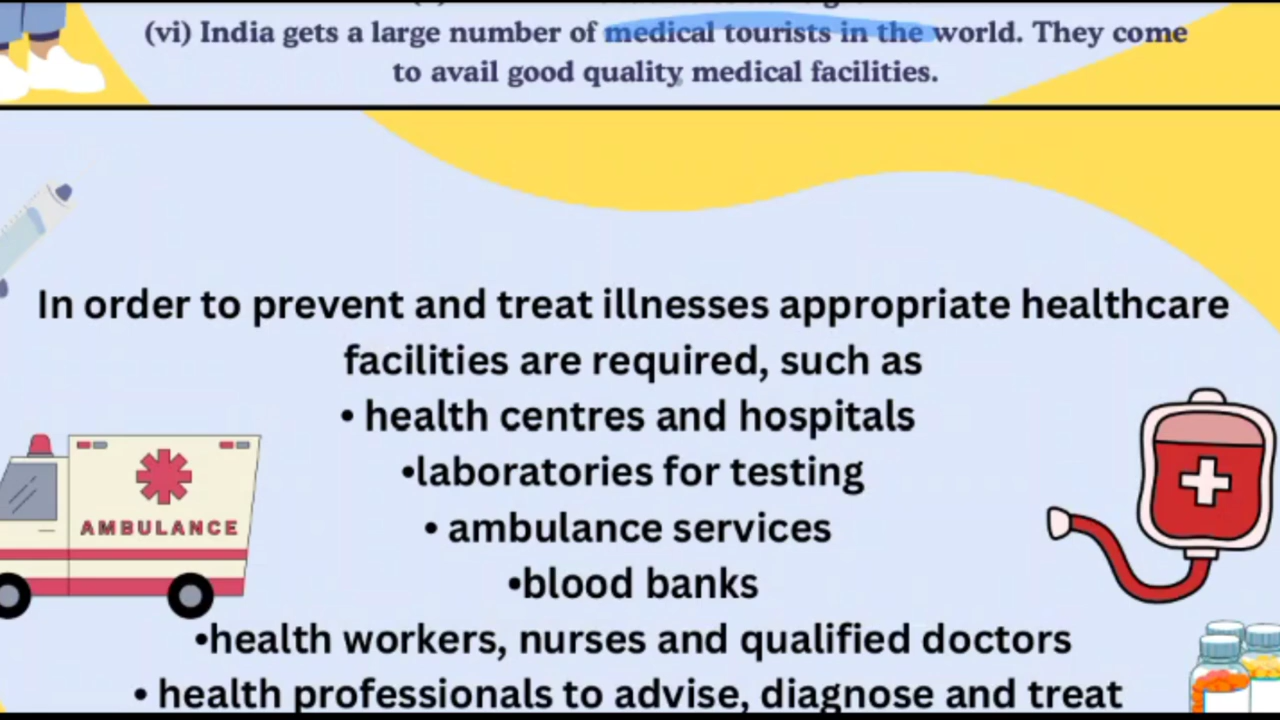 (vi) India gets a large number of medical tourists in the world. They come
to avail good quality medical facilities.
In order to prevent and treat illnesses appropriate healthcare
facilities are required, such as
• health centres and hospitals
•laboratories for testing
• ambulance services
AMBULANCE
•blood banks
•health workers, nurses and qualified doctors
• health professionals to advise, diagnose and treat